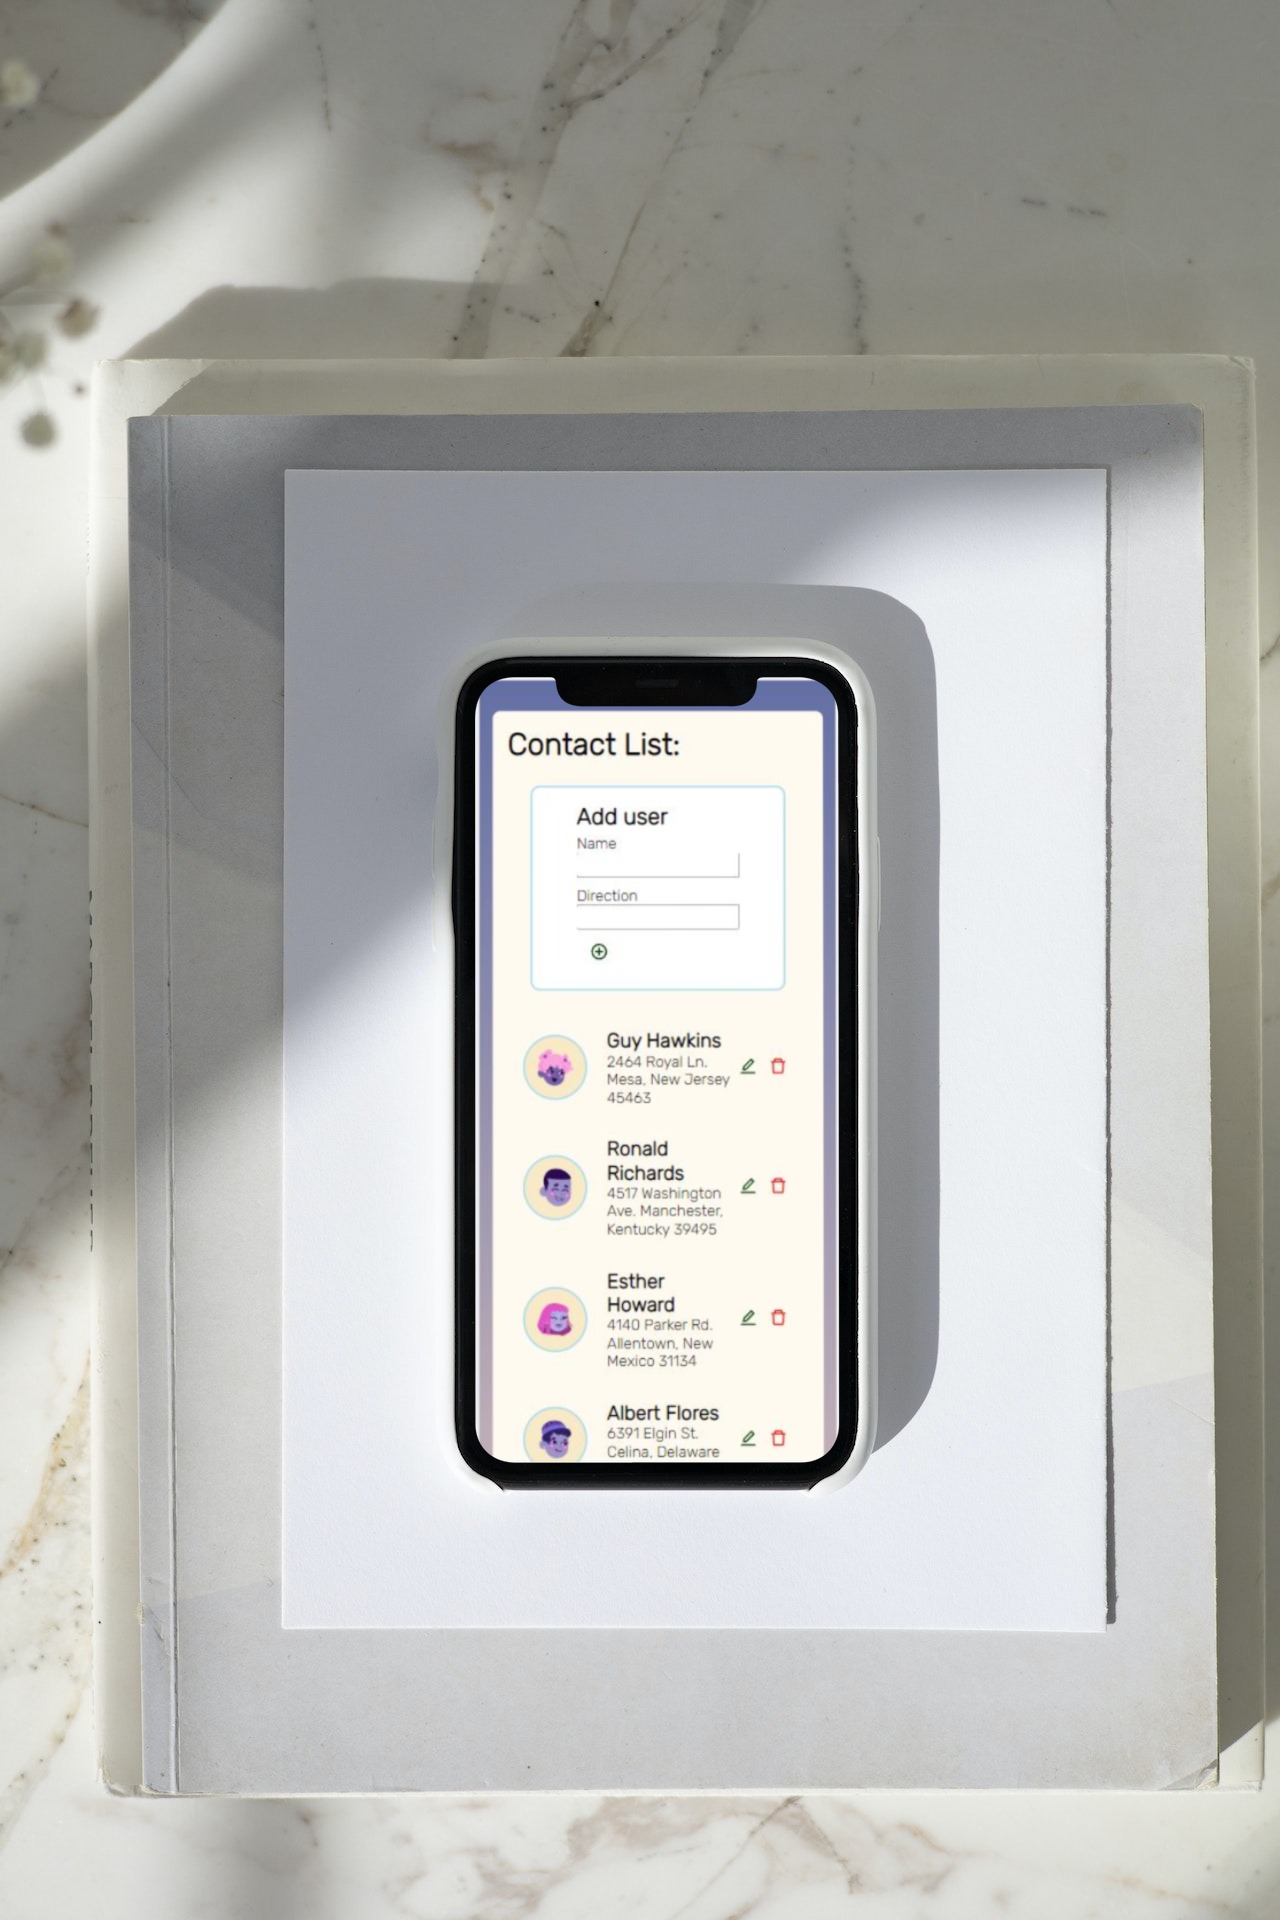 Contact List:
Add user
Name
Direction
Guy Hawkins
2464 Royal Ln.
Mesa, New Jersey
45463
Ronald
Richards
4517 Washington
Ave. Manchester,
Kentucky 39495
Esther
Howard
4140 Parker Rd.
Allentown, New
Mexico 31134
Albert Flores
6391 Elgin St.
Celina, Delaware